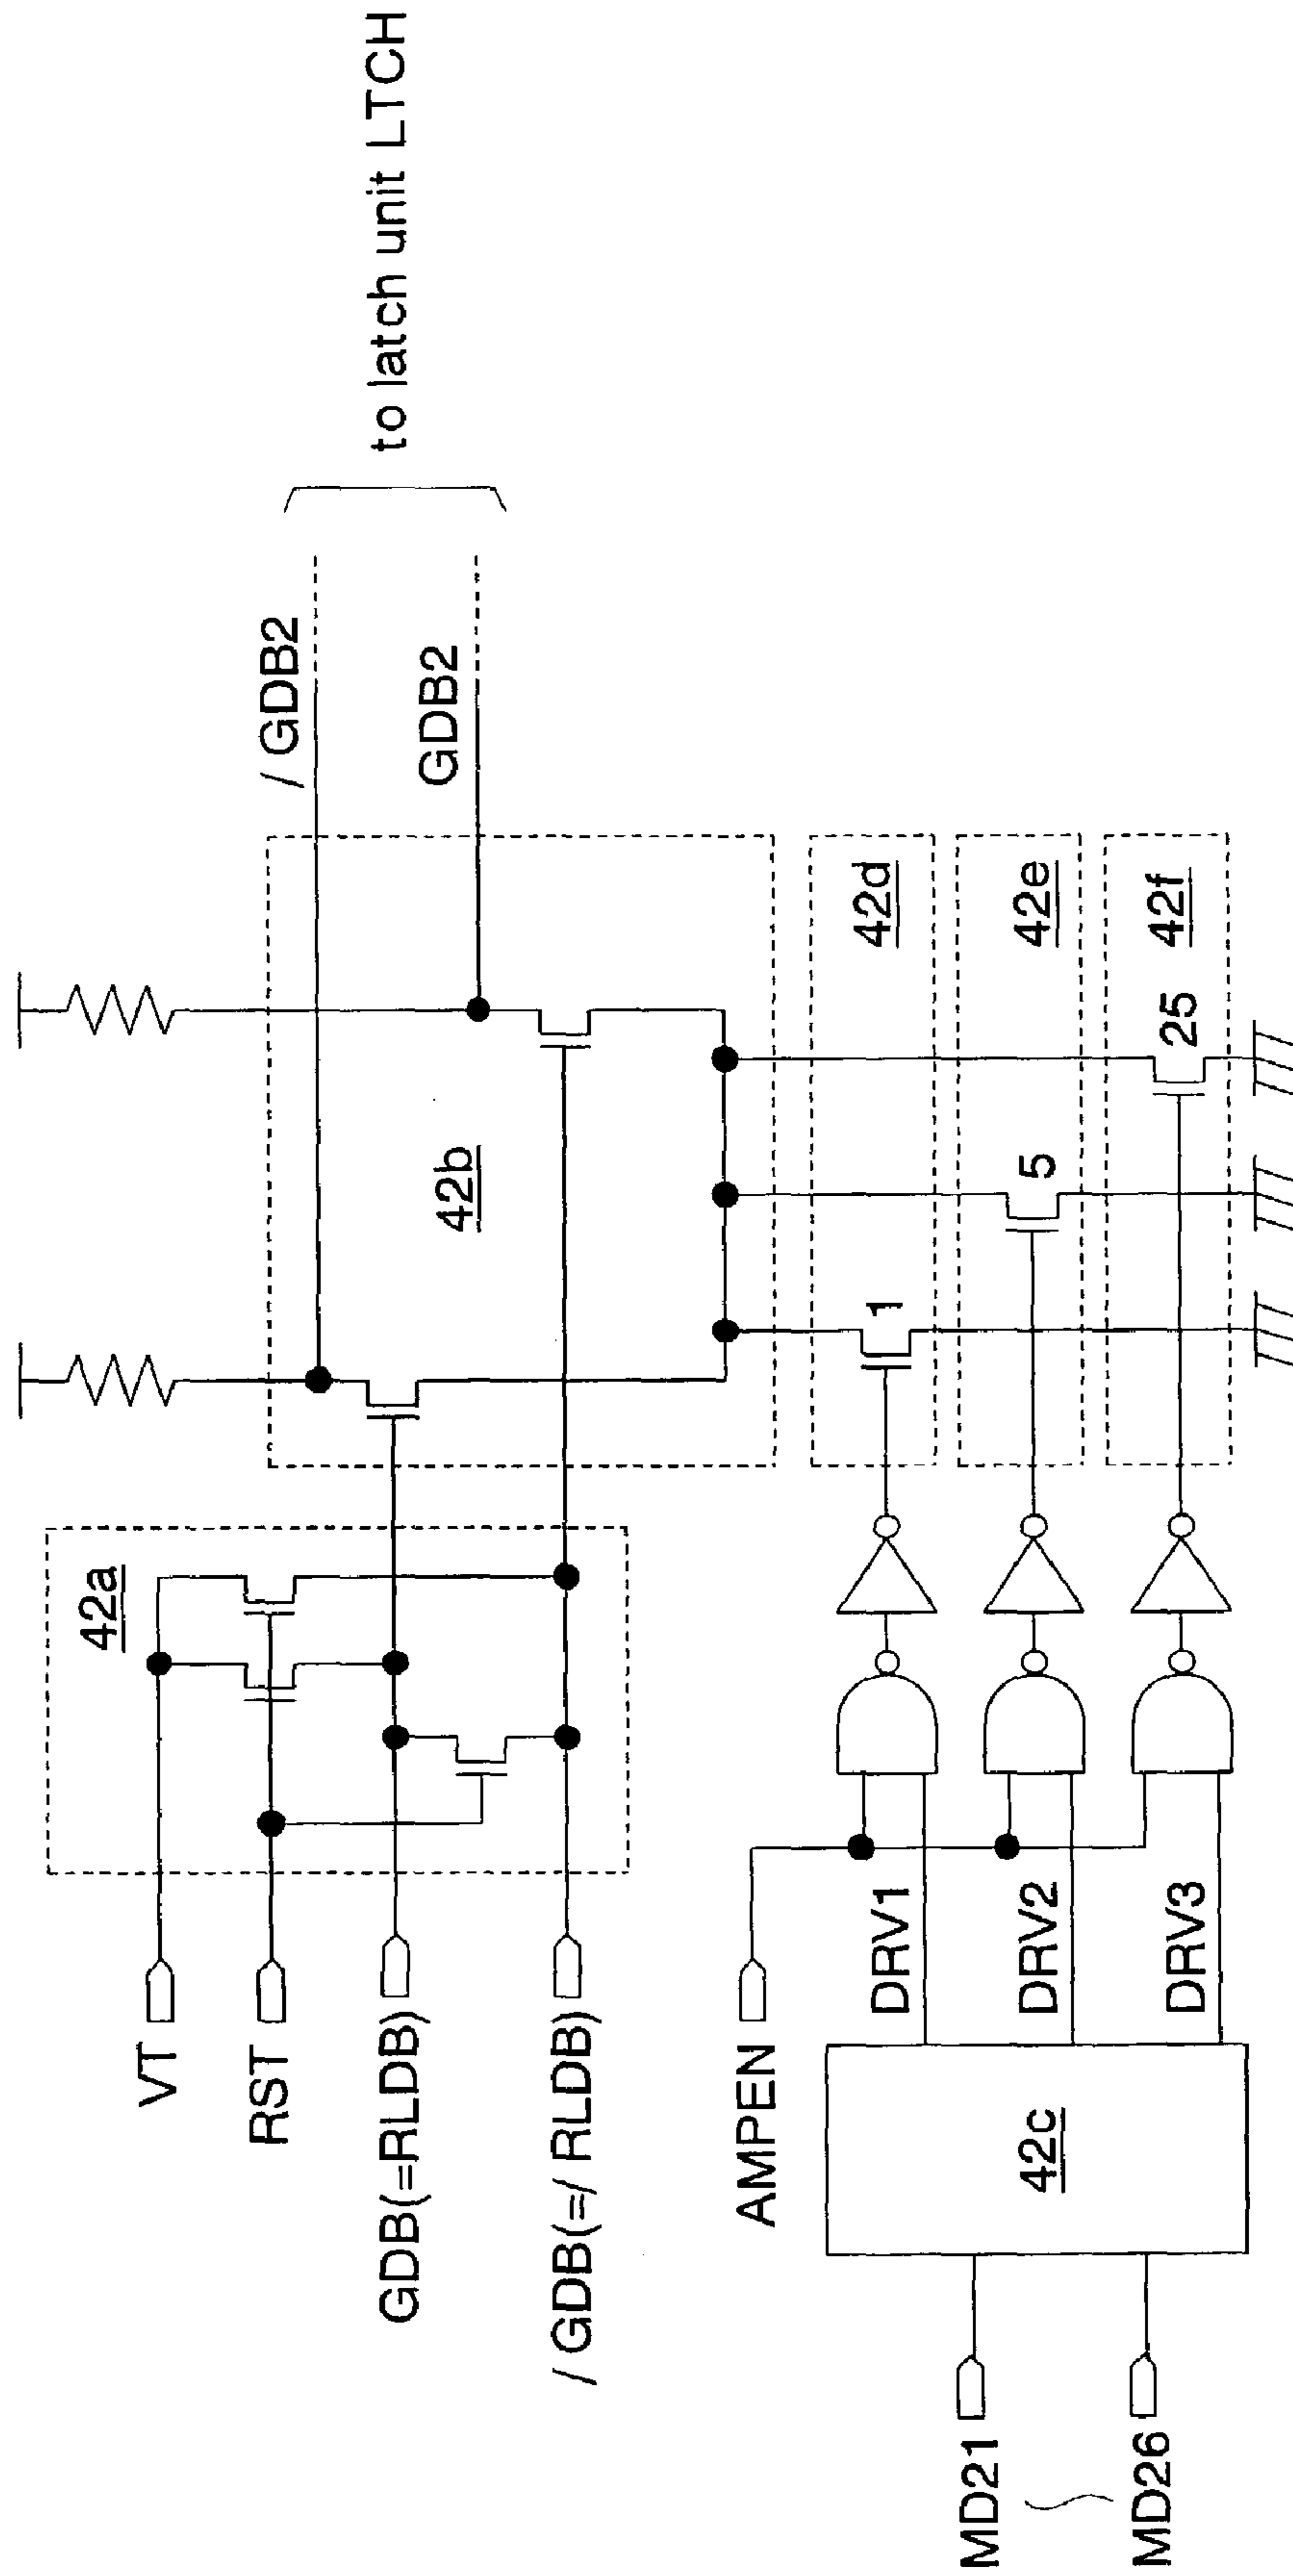 VT
RST
GDB(=RLDB)
/ GDB(=/ RLDB)
42a
42b
/ GDB2
GDB2
to latch unit LTCH
AMPEN
MD21
MD26
42c
DRV1
DRV2
DRV3
1
42d
5
42e
25
42f